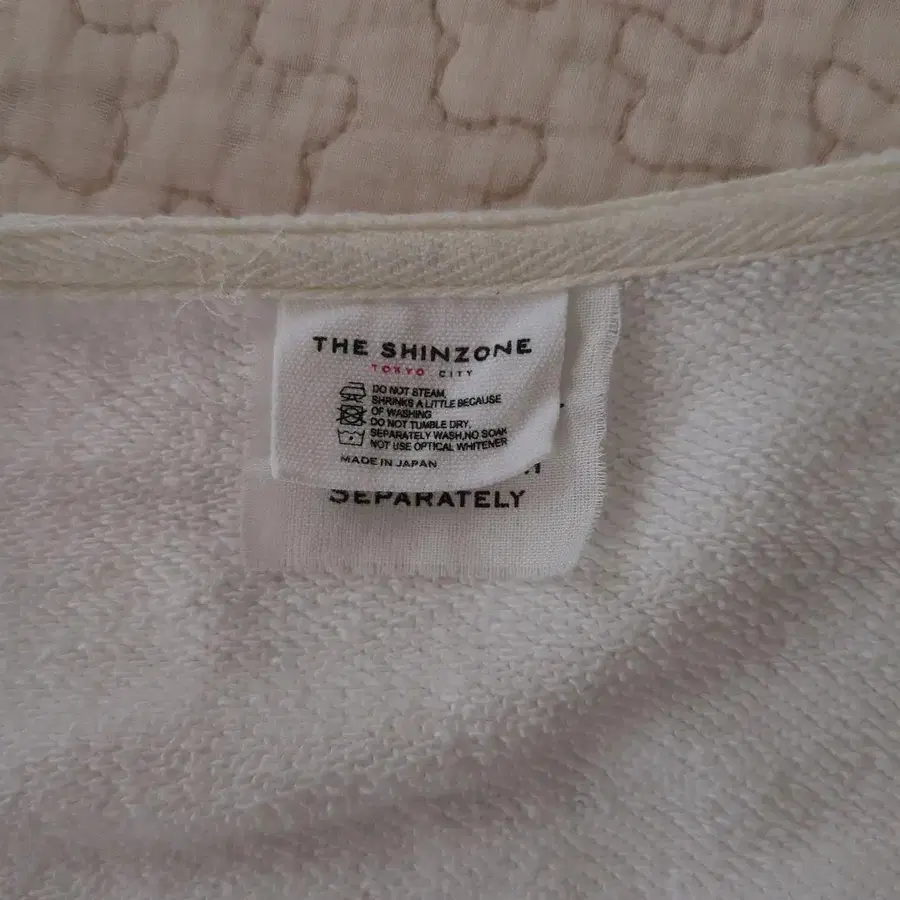 THE SHINZONE
TOKYO CITY
DO NOT STEAM,
SHRINKS A LITTLE BECAUSE
OF WASHING
DO NOT TUMBLE DRY,
SEPARATELY WASH,NO SOAK
NOT USE OPTICAL WHITENER
MADE IN JAPAN
SEPARATELY